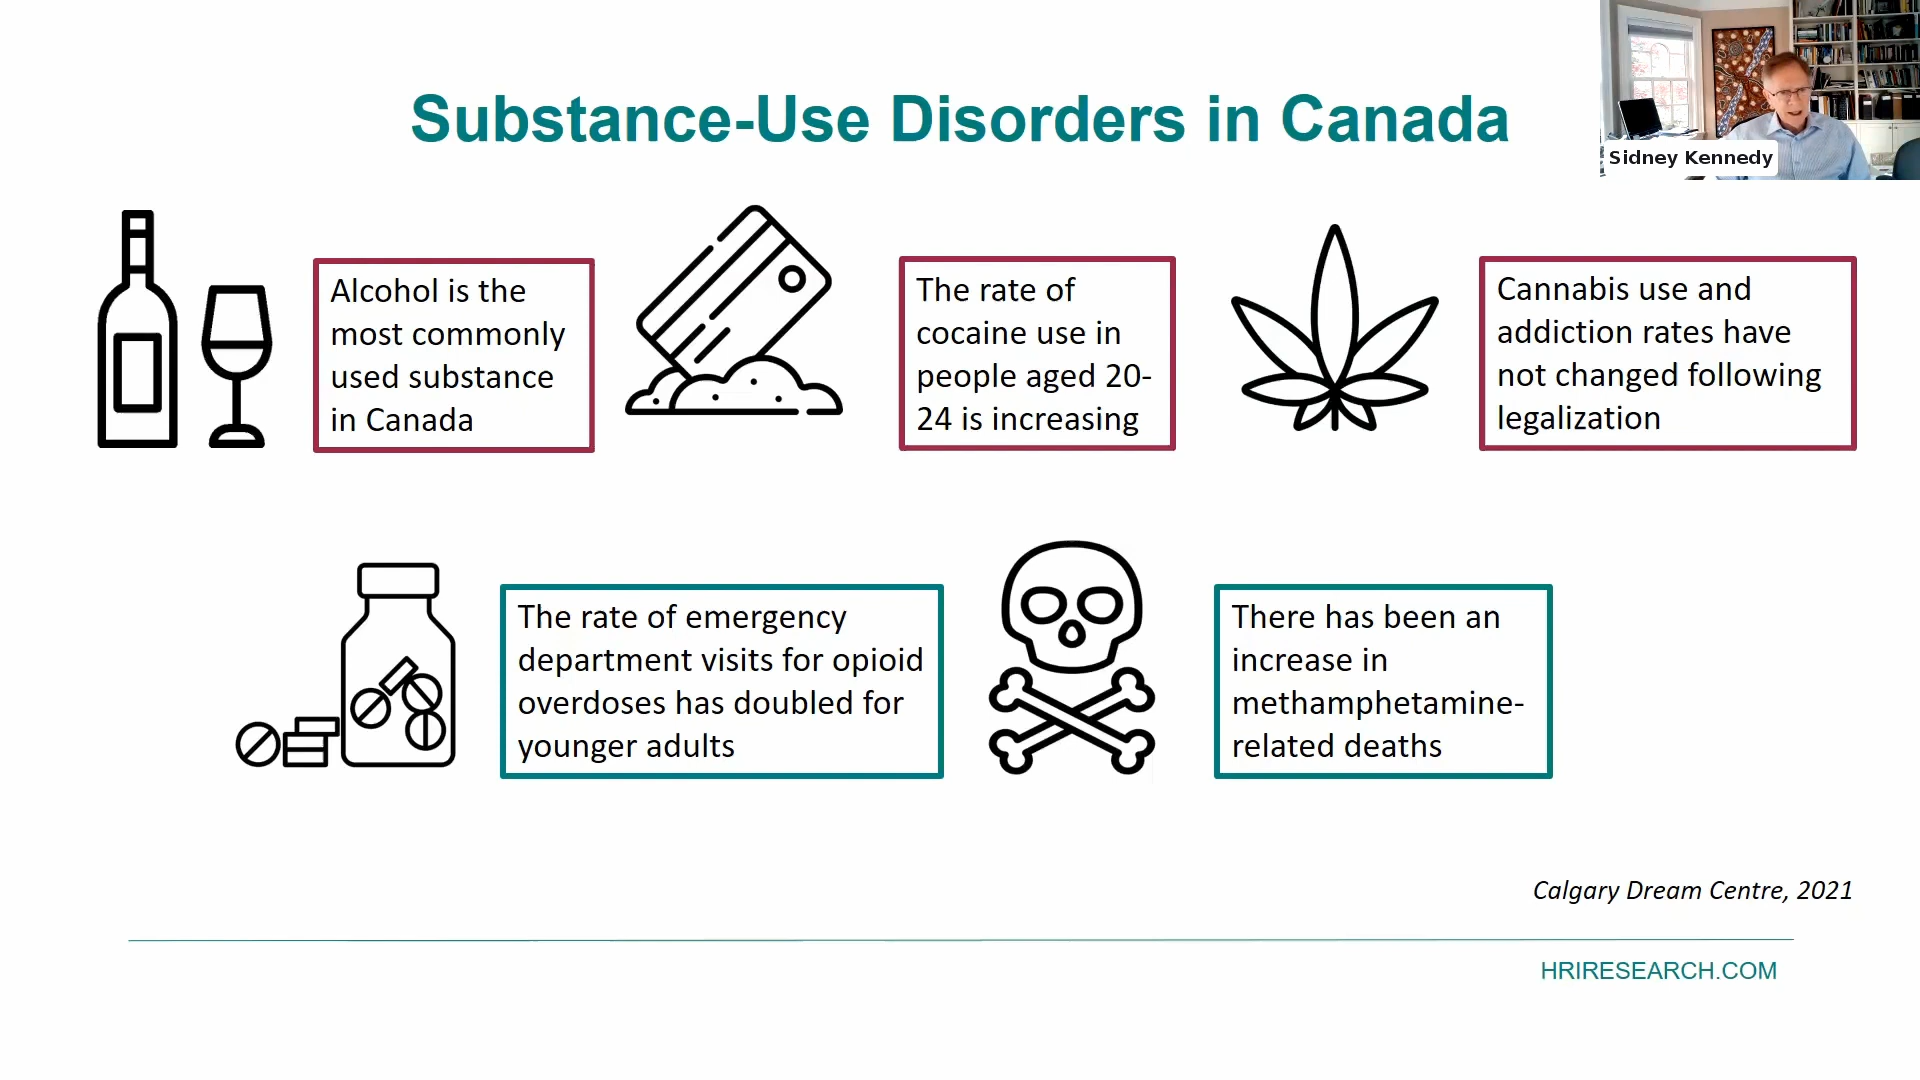 Substance-Use Disorders in Canada
Sidney Kennedy
Alcohol is the
most commonly
used substance
in Canada
The rate of
cocaine use in
people aged 20-
24 is increasing
Cannabis use and
addiction rates have
not changed following
legalization
The rate of emergency
department visits for opioid
overdoses has doubled for
younger adults
There has been an
increase in
methamphetamine-
related deaths
Calgary Dream Centre, 2021
HRIRESEARCH.COM